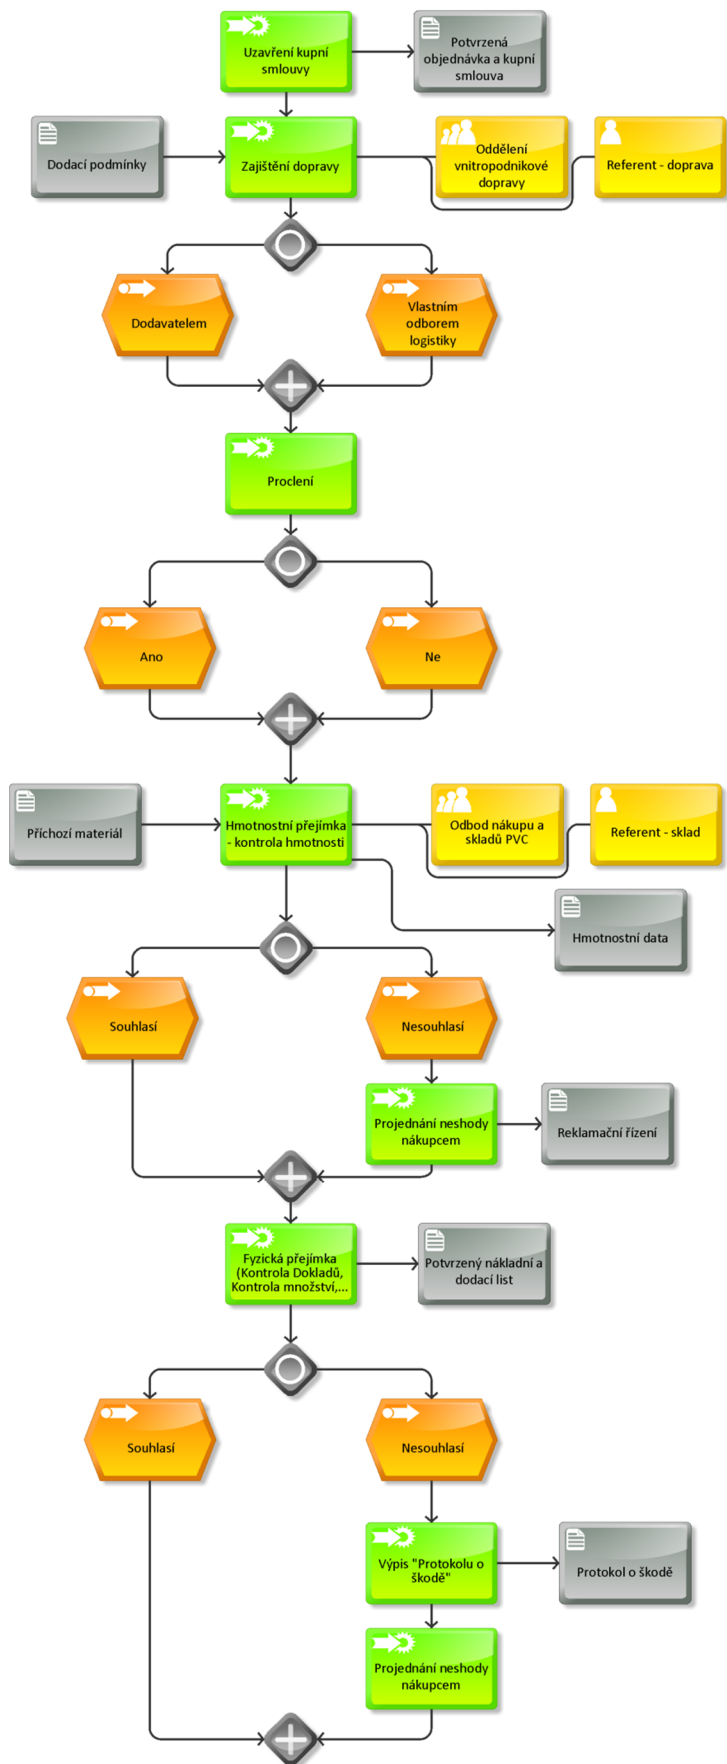 Uzavření kupní
smlouvy
Potvrzená
objednávka a kupní
smlouva
Dodací podmínky
Zajištění dopravy
Oddělení
vnitropodnikové
dopravy
Referent - doprava
Dodavatelem
Vlastním
odborem
logistiky
Proclení
Ano
Ne
Příchozí materiál
Hmotnostní přejímka
- kontrola hmotnosti
Odbod nákupu a
skladů PVC
Referent - sklad
Hmotnostní data
Souhlasí
Nesouhlasí
Projednání neshody
nákupcem
Reklamační řízení
Fyzická přejímka
(Kontrola Dokladů,
Kontrola množství,...
Potvrzený nákladní a
dodací list
Souhlasí
Nesouhlasí
Výpis "Protokolu o
škodě"
Protokol o škodě
Projednání neshody
nákupcem